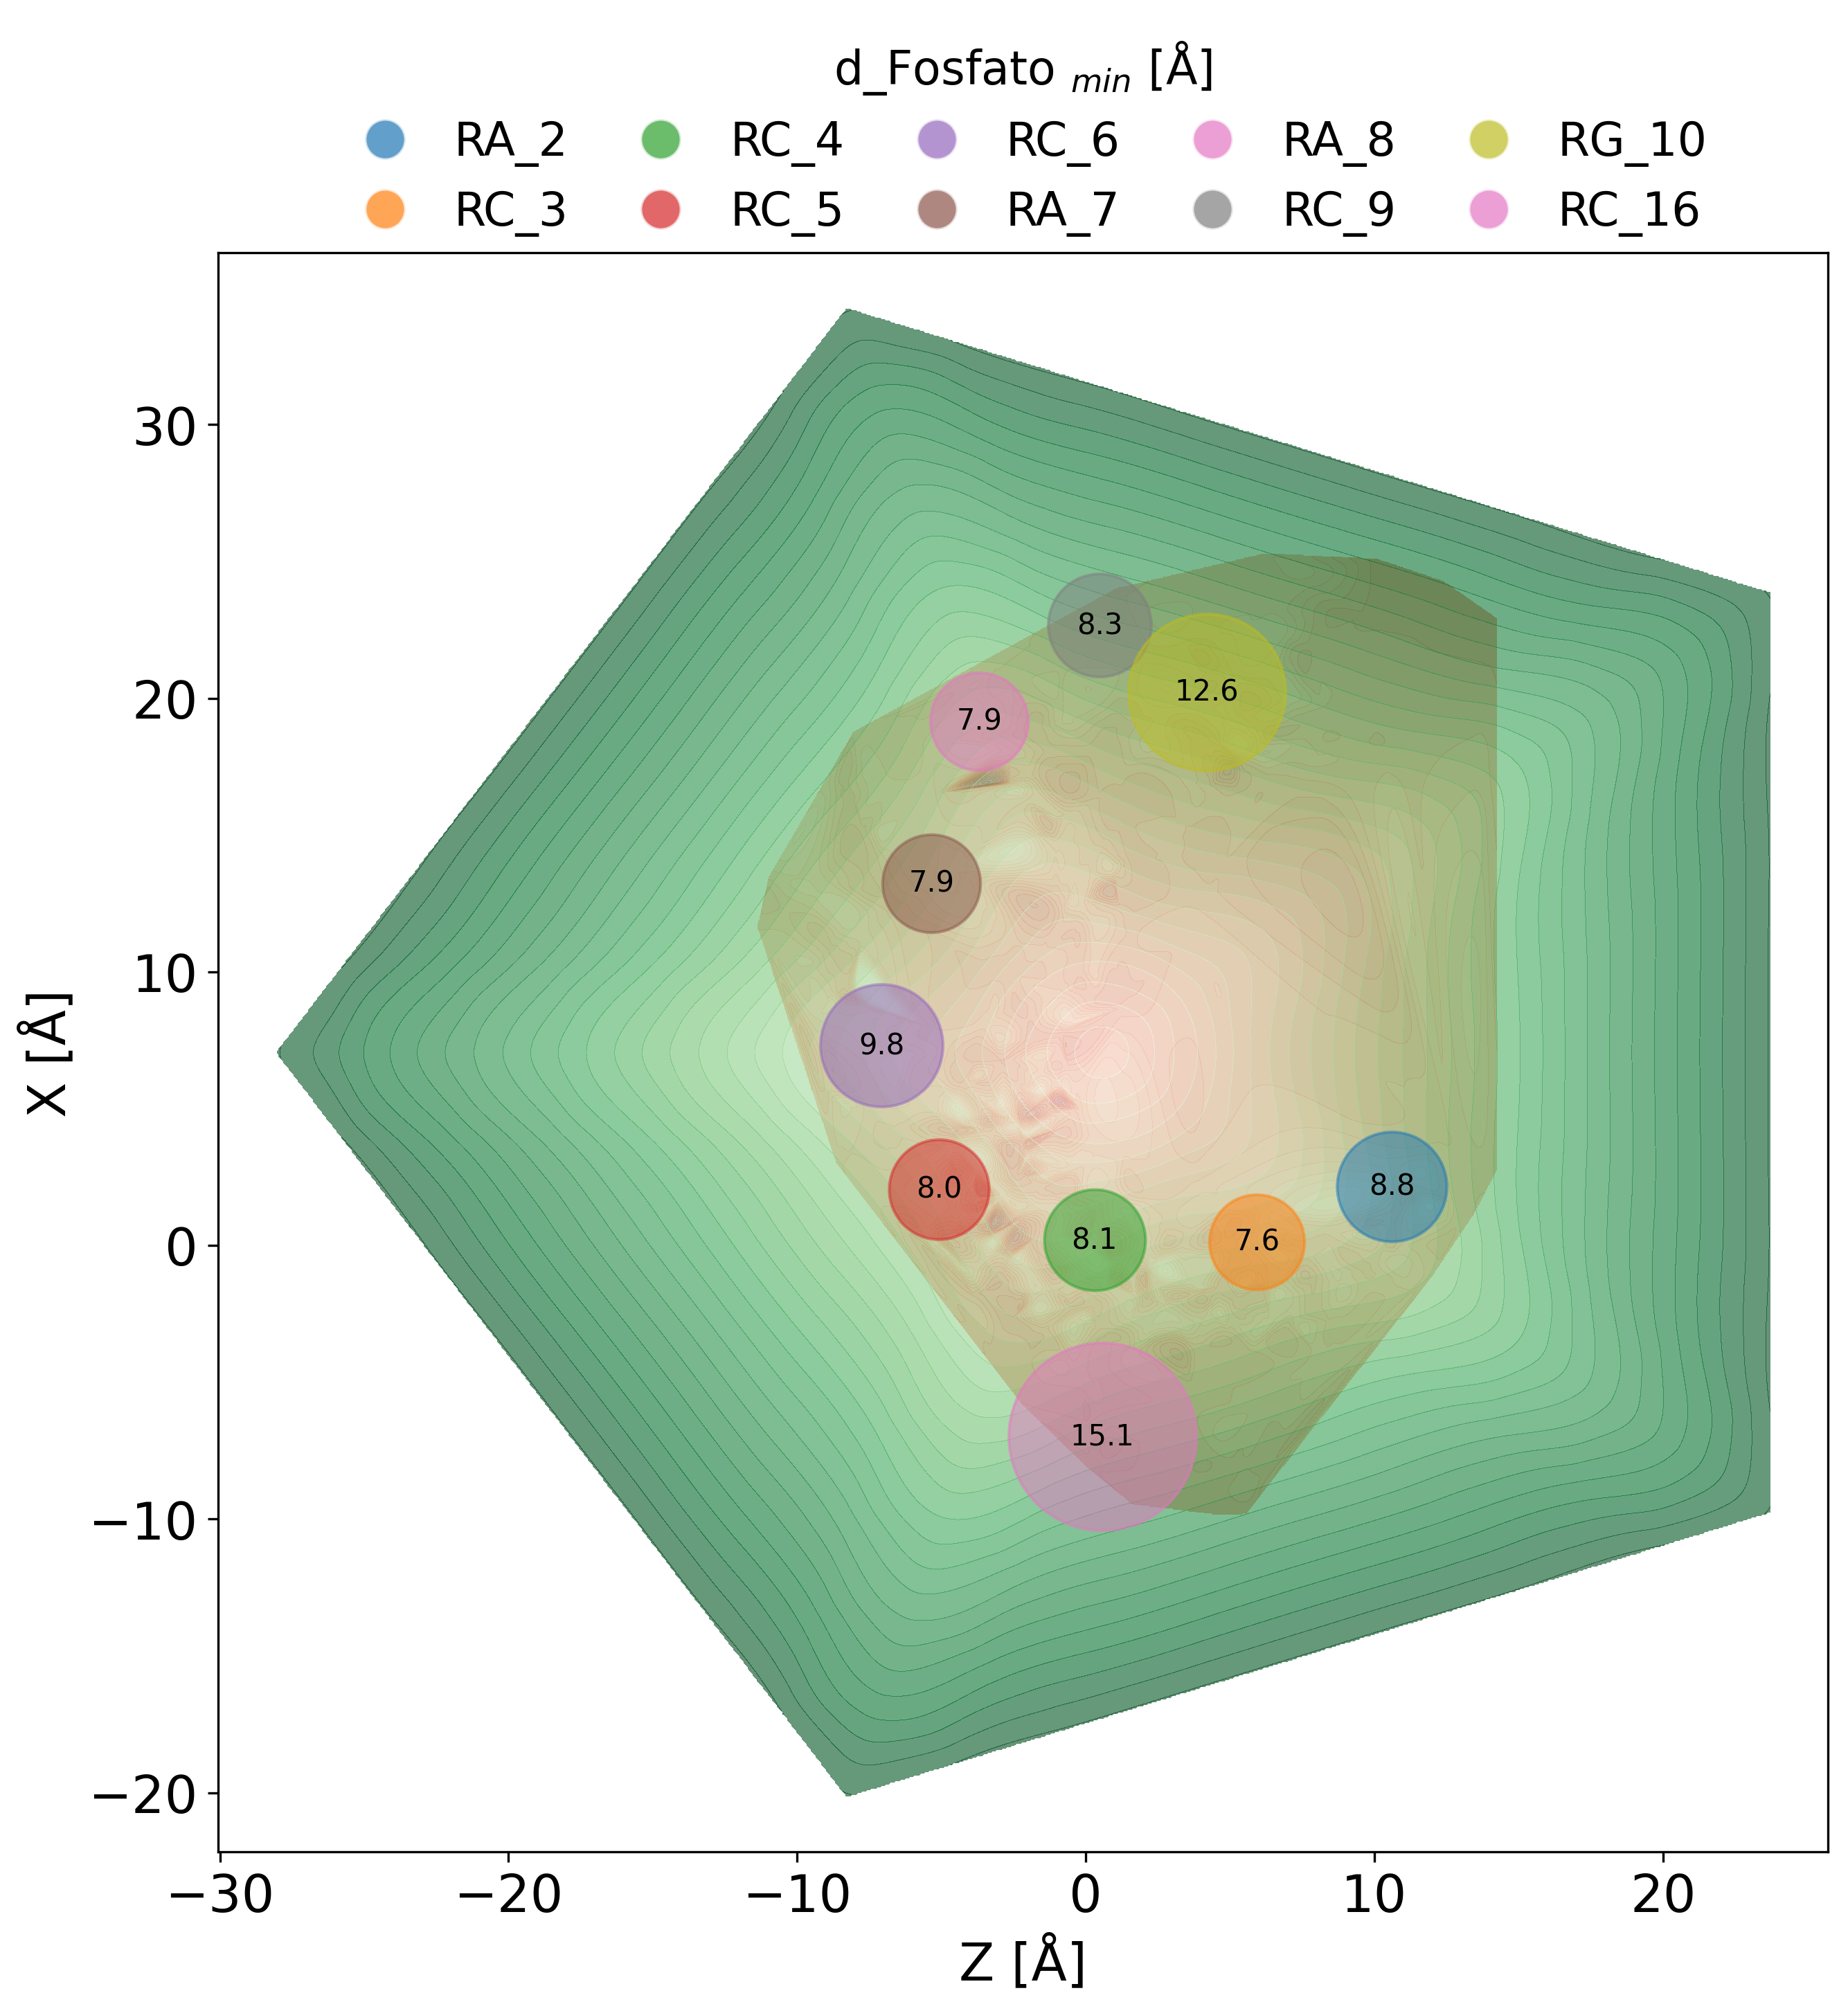 d_Fosfato min [Å]
RA_2 RC_4 RC_6 RA_8 RG_10
RC_3 RC_5 RA_7 RC_9 RC_16
30
20
10
0
−10
−20
X [Å]
8.3
12.6
7.9
7.9
9.8
8.0
8.1
7.6
8.8
15.1
−30 −20 −10 0 10 20
Z [Å]